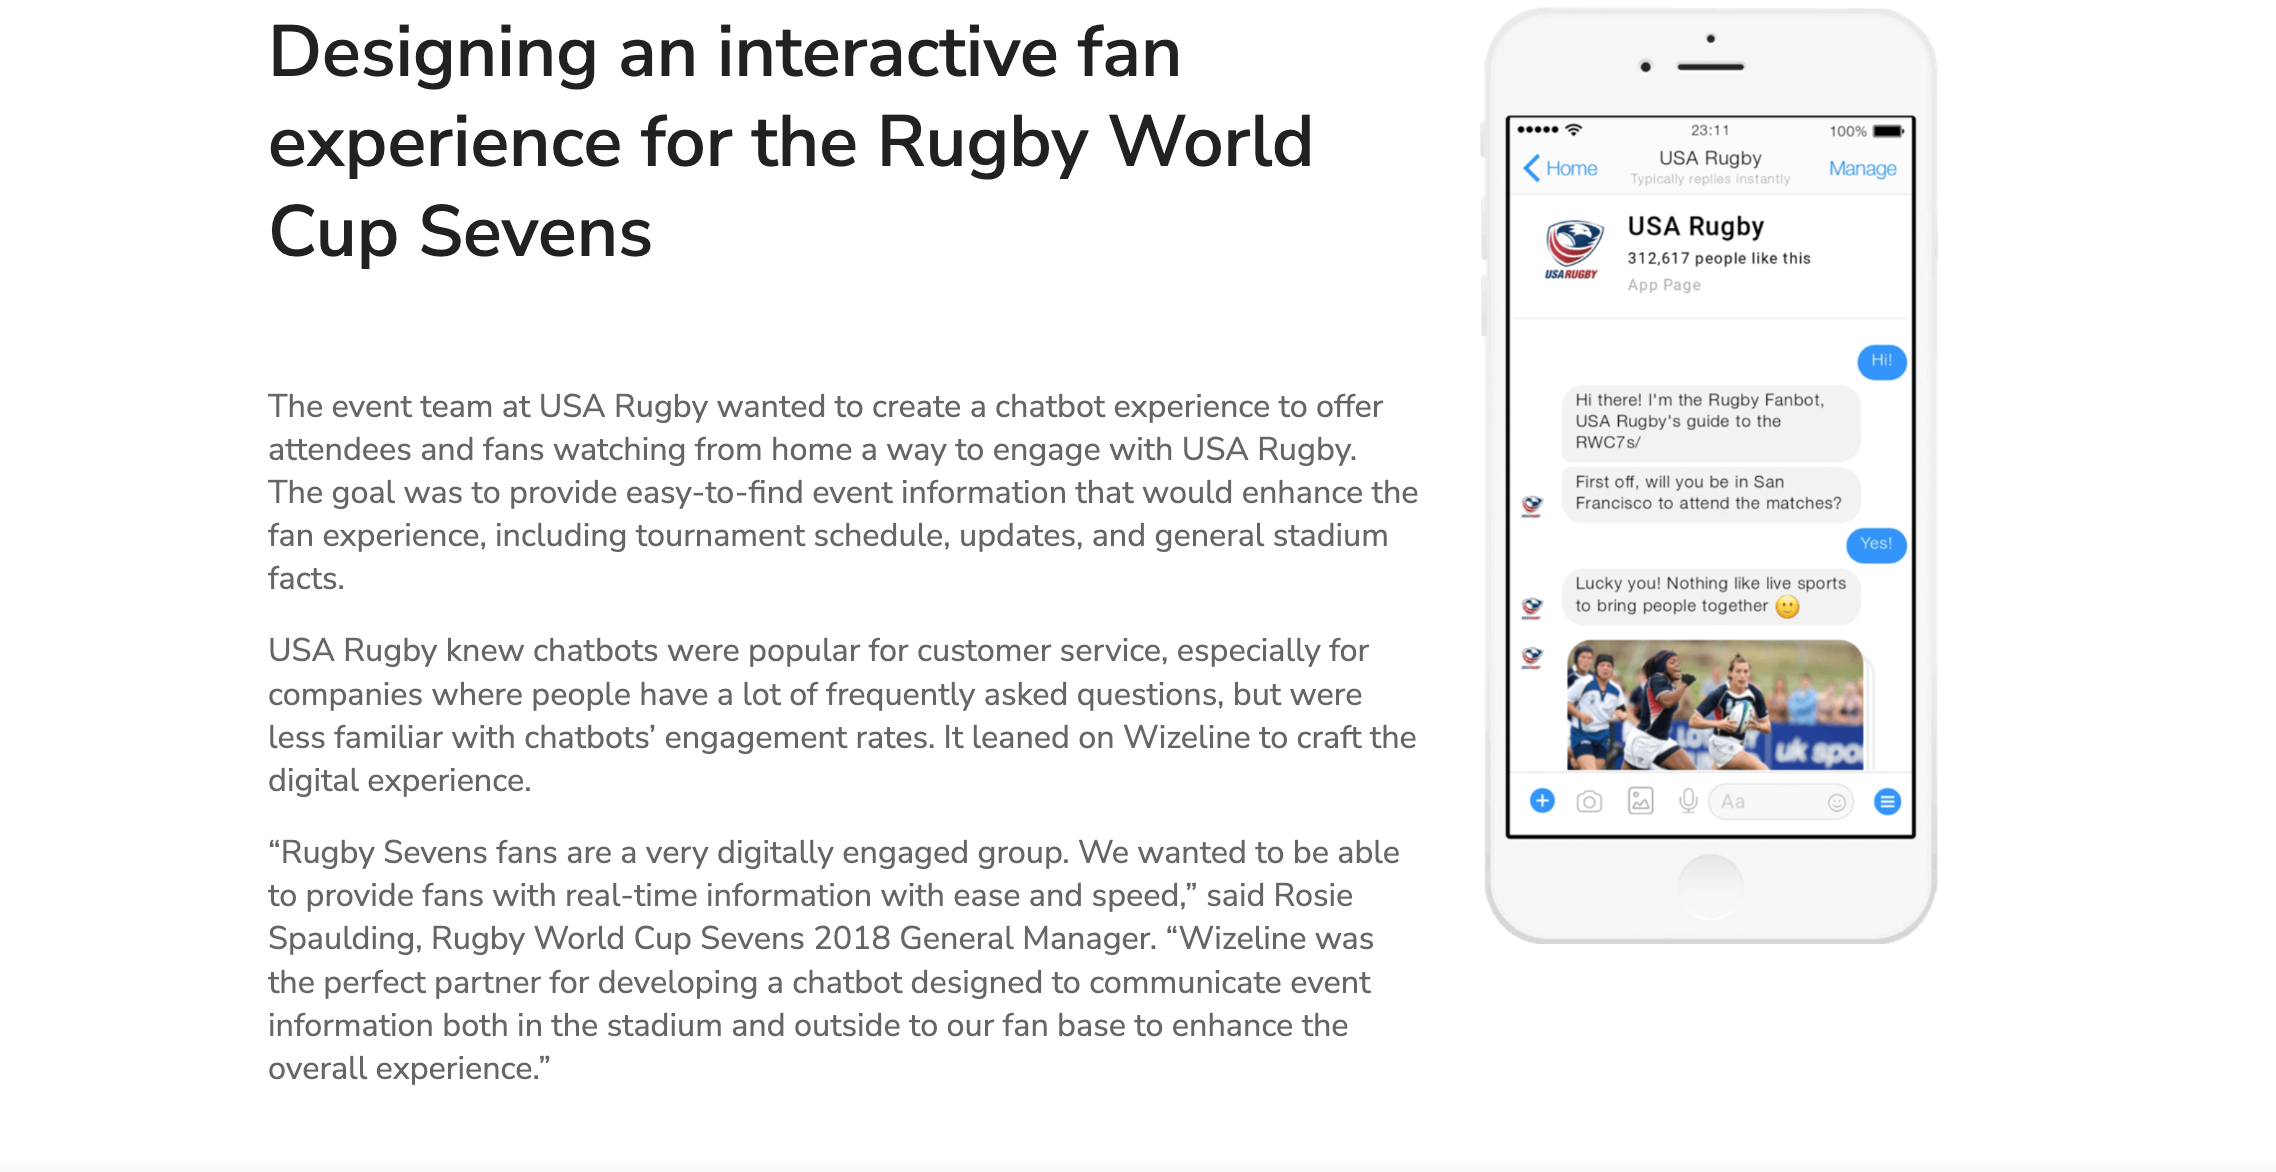 Designing an interactive fan
experience for the Rugby World
Cup Sevens
The event team at USA Rugby wanted to create a chatbot experience to offer
attendees and fans watching from home a way to engage with USA Rugby.
The goal was to provide easy-to-find event information that would enhance the
fan experience, including tournament schedule, updates, and general stadium
facts.
USA Rugby knew chatbots were popular for customer service, especially for
companies where people have a lot of frequently asked questions, but were
less familiar with chatbots’ engagement rates. It leaned on Wizeline to craft the
digital experience.
“Rugby Sevens fans are a very digitally engaged group. We wanted to be able
to provide fans with real-time information with ease and speed,” said Rosie
Spaulding, Rugby World Cup Sevens 2018 General Manager. “Wizeline was
the perfect partner for developing a chatbot designed to communicate event
information both in the stadium and outside to our fan base to enhance the
overall experience.”
23:11
100%
Home
USA Rugby
Manage
Typically replies instantly
USA Rugby
312,617 people like this
App Page
USA RUGBY
Hi!
Hi there! I'm the Rugby Fanbot,
USA Rugby's guide to the
RWC7s/
First off, will you be in San
Francisco to attend the matches?
Yes!
Lucky you! Nothing like live sports
to bring people together
uk spo
Aa